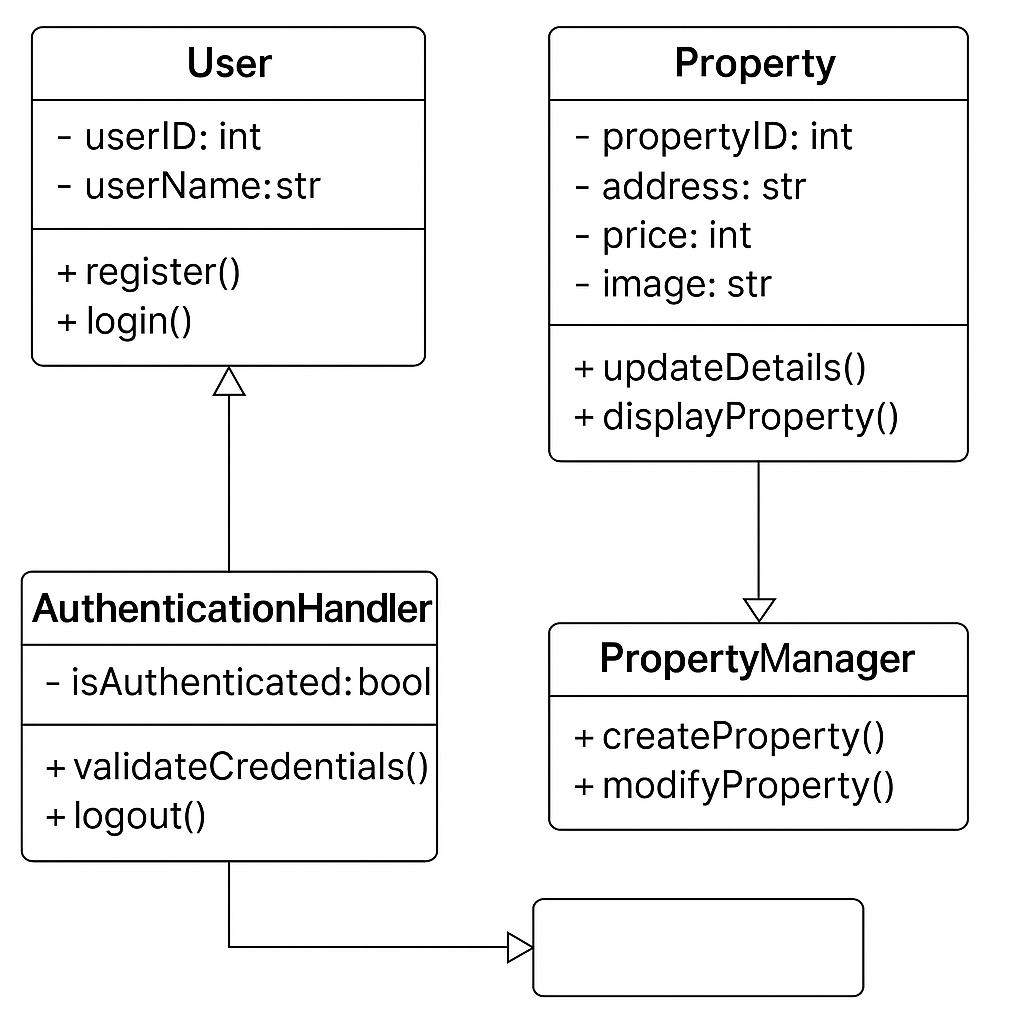 User
- userID: int
- userName: str
+ register()
+ login()
Property
- propertyID: int
- address: str
- price: int
- image: str
+ updateDetails()
+ displayProperty()
AuthenticationHandler
- isAuthenticated: bool
+ validateCredentials()
+ logout()
PropertyManager
+ createProperty()
+ modifyProperty()